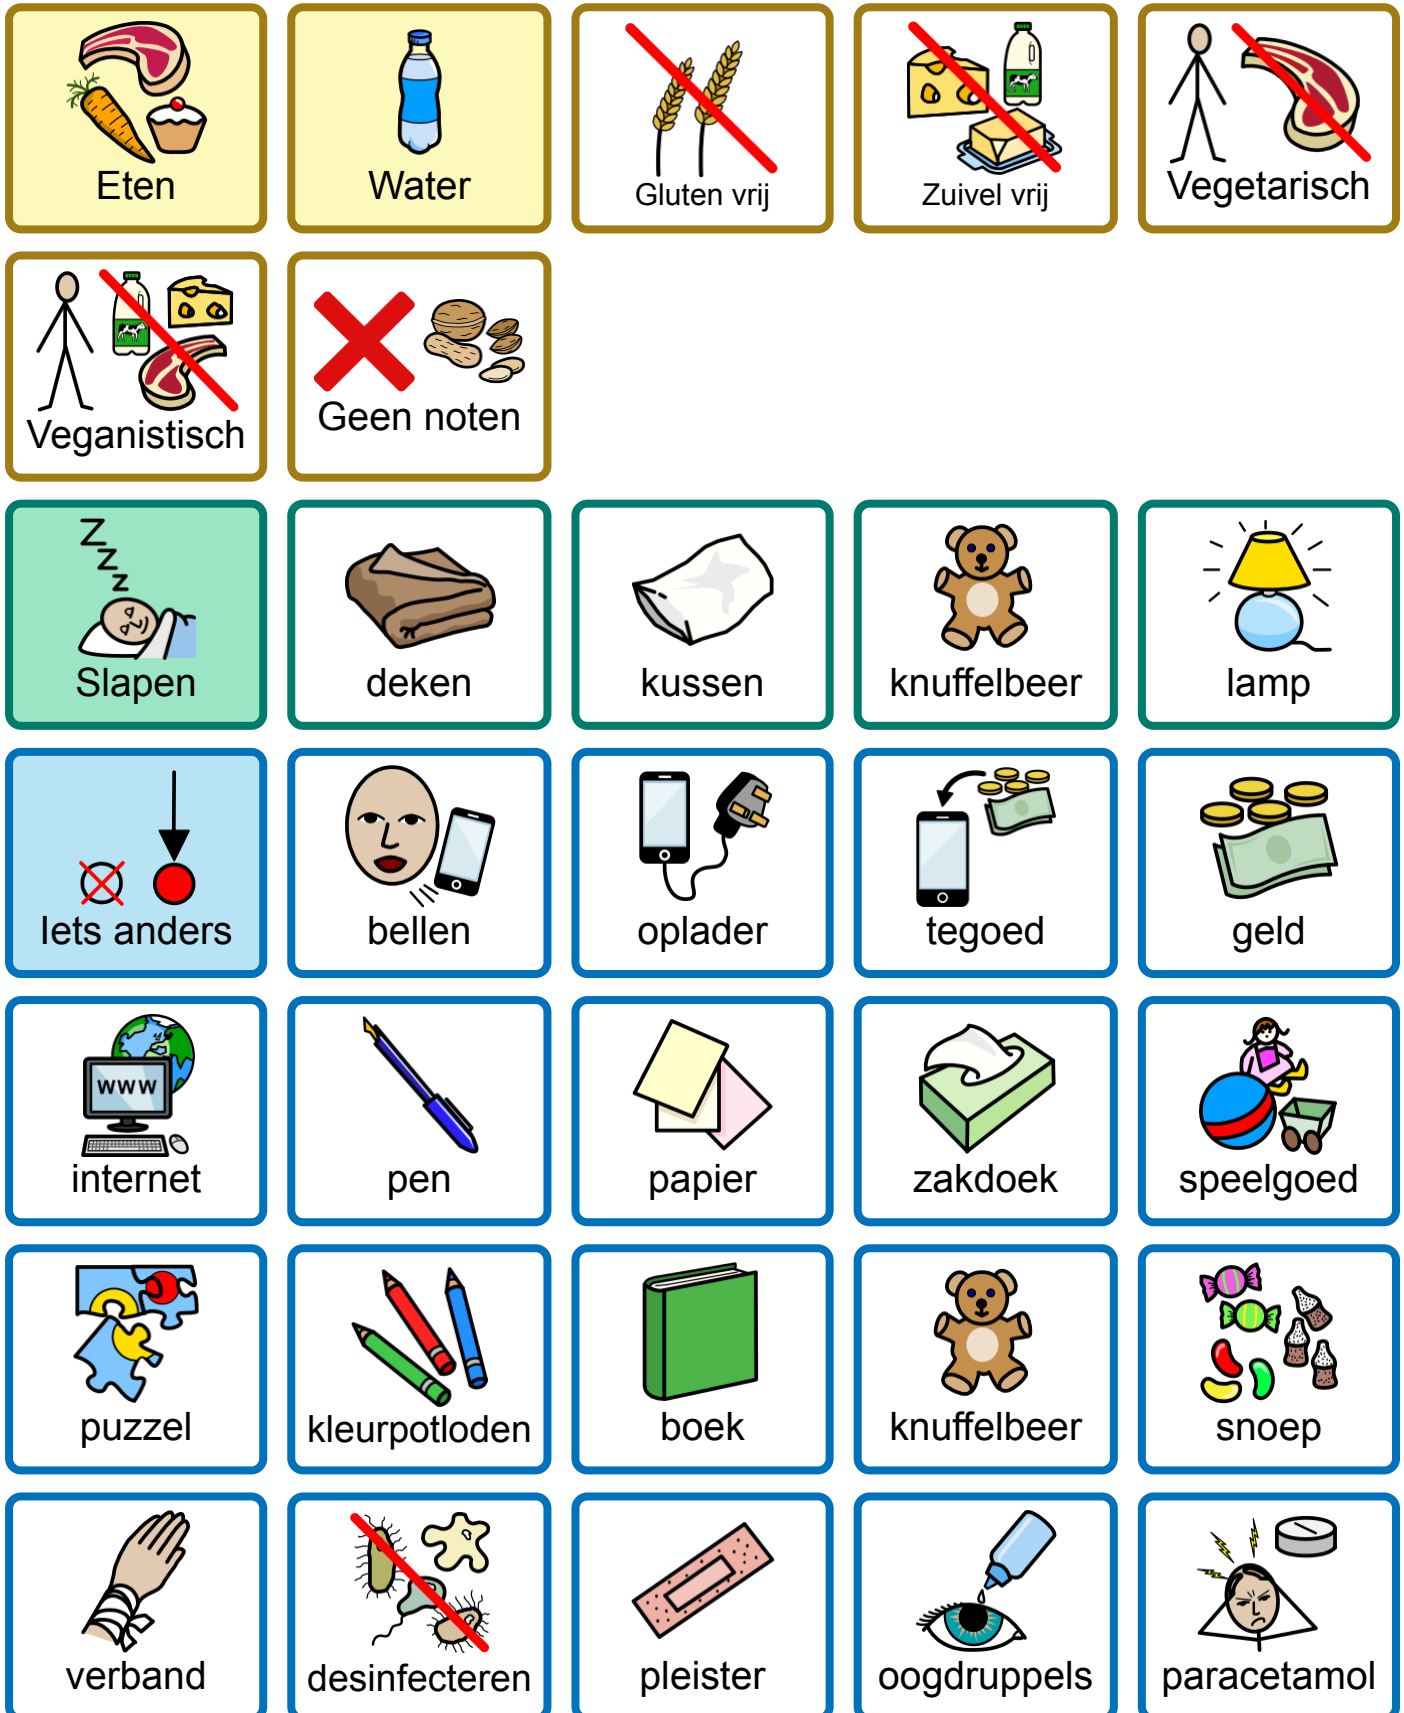 Eten
Water
Gluten vrij
Zuivel vrij
Vegetarisch
Veganistisch
Geen noten
Z
Z
Z
Slapen
deken
kussen
knuffelbeer
lamp
Iets anders
bellen
oplader
tegoed
geld
www
internet
pen
papier
zakdoek
speelgoed
puzzel
kleurpotloden
boek
knuffelbeer
snoep
verband
desinfecteren
pleister
oogdruppels
paracetamol